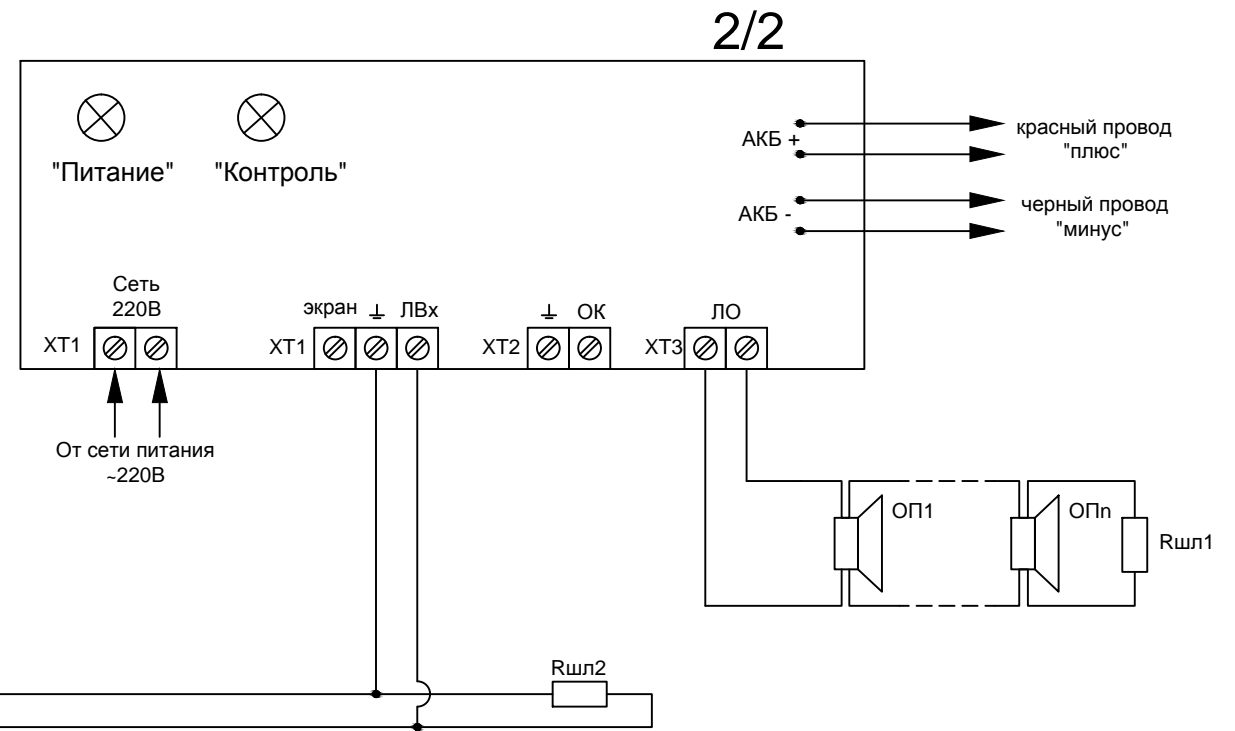 2/2
"Питание"
"Контроль"
АКБ +
красный провод
"плюс"
АКБ -
черный провод
"минус"
Сеть
220В
XT1
экран
ЛВх
XT1
ОК
XT2
ЛО
XT3
От сети питания
~220В
ОП1
ОПn
Rшл1
Rшл2